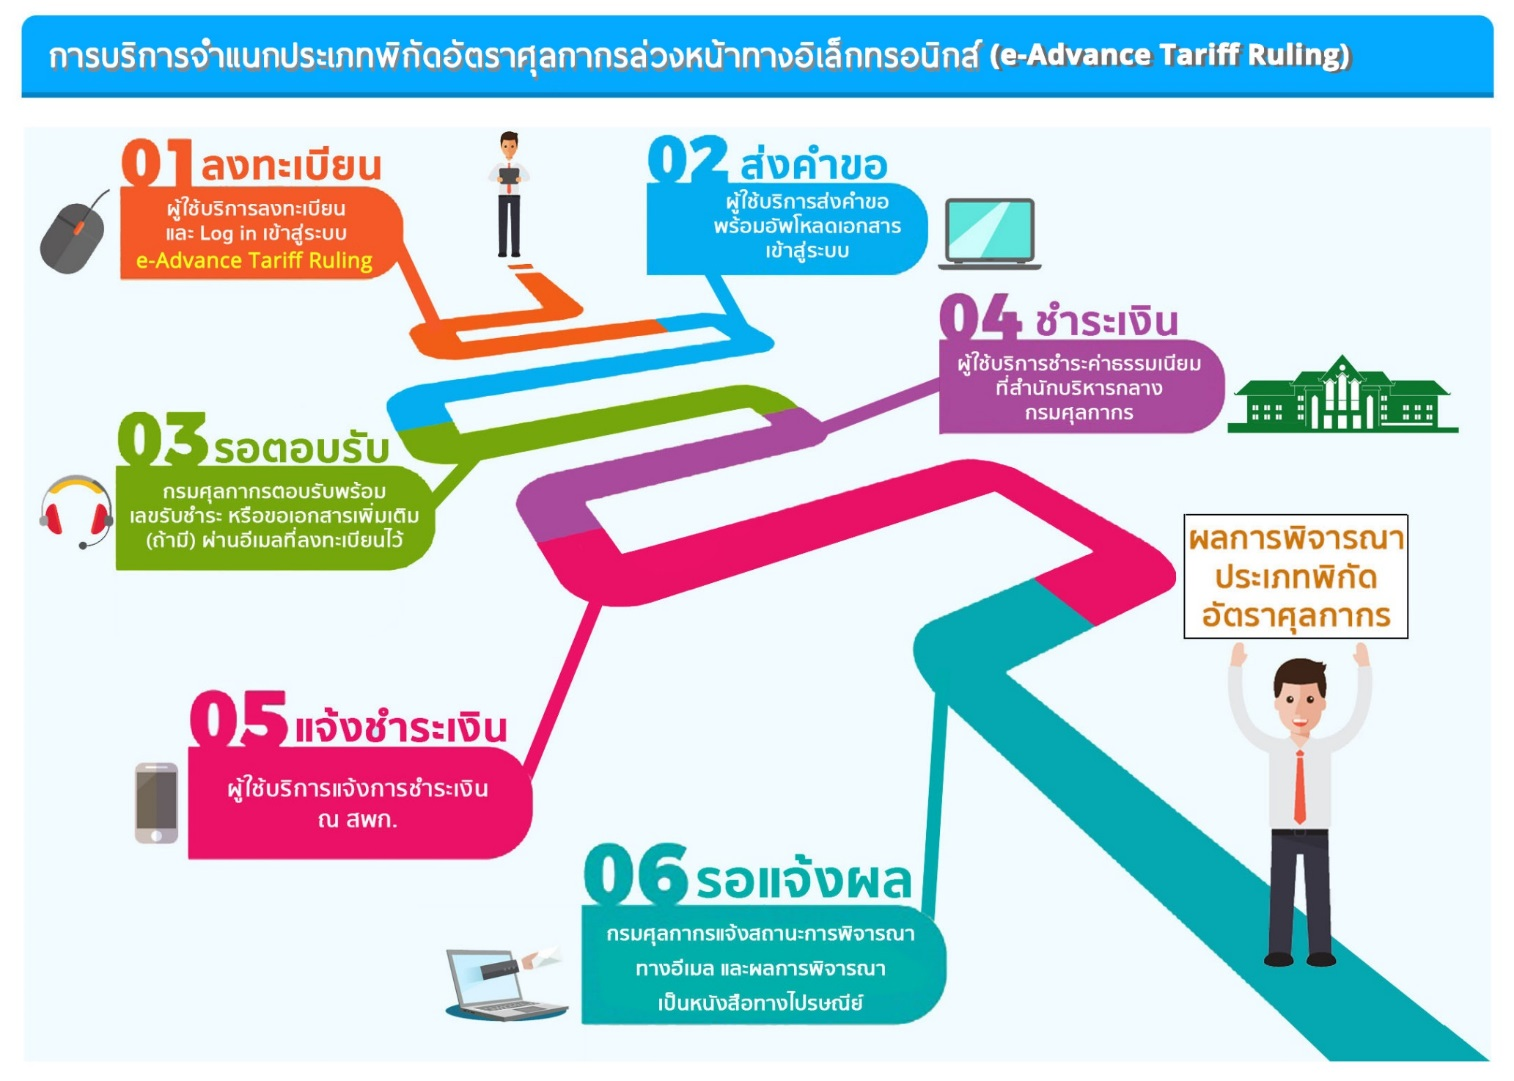 การบริการจำแนกประเภทพิกัดอัตราศุลกากรล่วงหน้าทางอิเล็กทรอนิกส์ (e-Advance Tariff Ruling)
01 ลงทะเบียน
ผู้ใช้บริการลงทะเบียน
และ Log in เข้าสู่ระบบ
e-Advance Tariff Ruling
02 ส่งคำขอ
ผู้ใช้บริการส่งคำขอ
พร้อมอัพโหลดเอกสาร
เข้าสู่ระบบ
03 รอตอบรับ
กรมศุลกากรตอบรับพร้อม
เลขรับชำระ หรือขอเอกสารเพิ่มเติม
(ถ้ามี) ผ่านอีเมลที่ลงทะเบียนไว้
04 ชำระเงิน
ผู้ใช้บริการชำระค่าธรรมเนียม
ที่สำนักบริหารกลาง
กรมศุลกากร
05 แจ้งชำระเงิน
ผู้ใช้บริการแจ้งการชำระเงิน
ณ สพก.
06 รอแจ้งผล
กรมศุลกากรแจ้งสถานะการพิจารณา
ทางอีเมล และผลการพิจารณา
เป็นหนังสือทางไปรษณีย์
ผลการพิจารณา
ประเภทพิกัด
อัตราศุลกากร